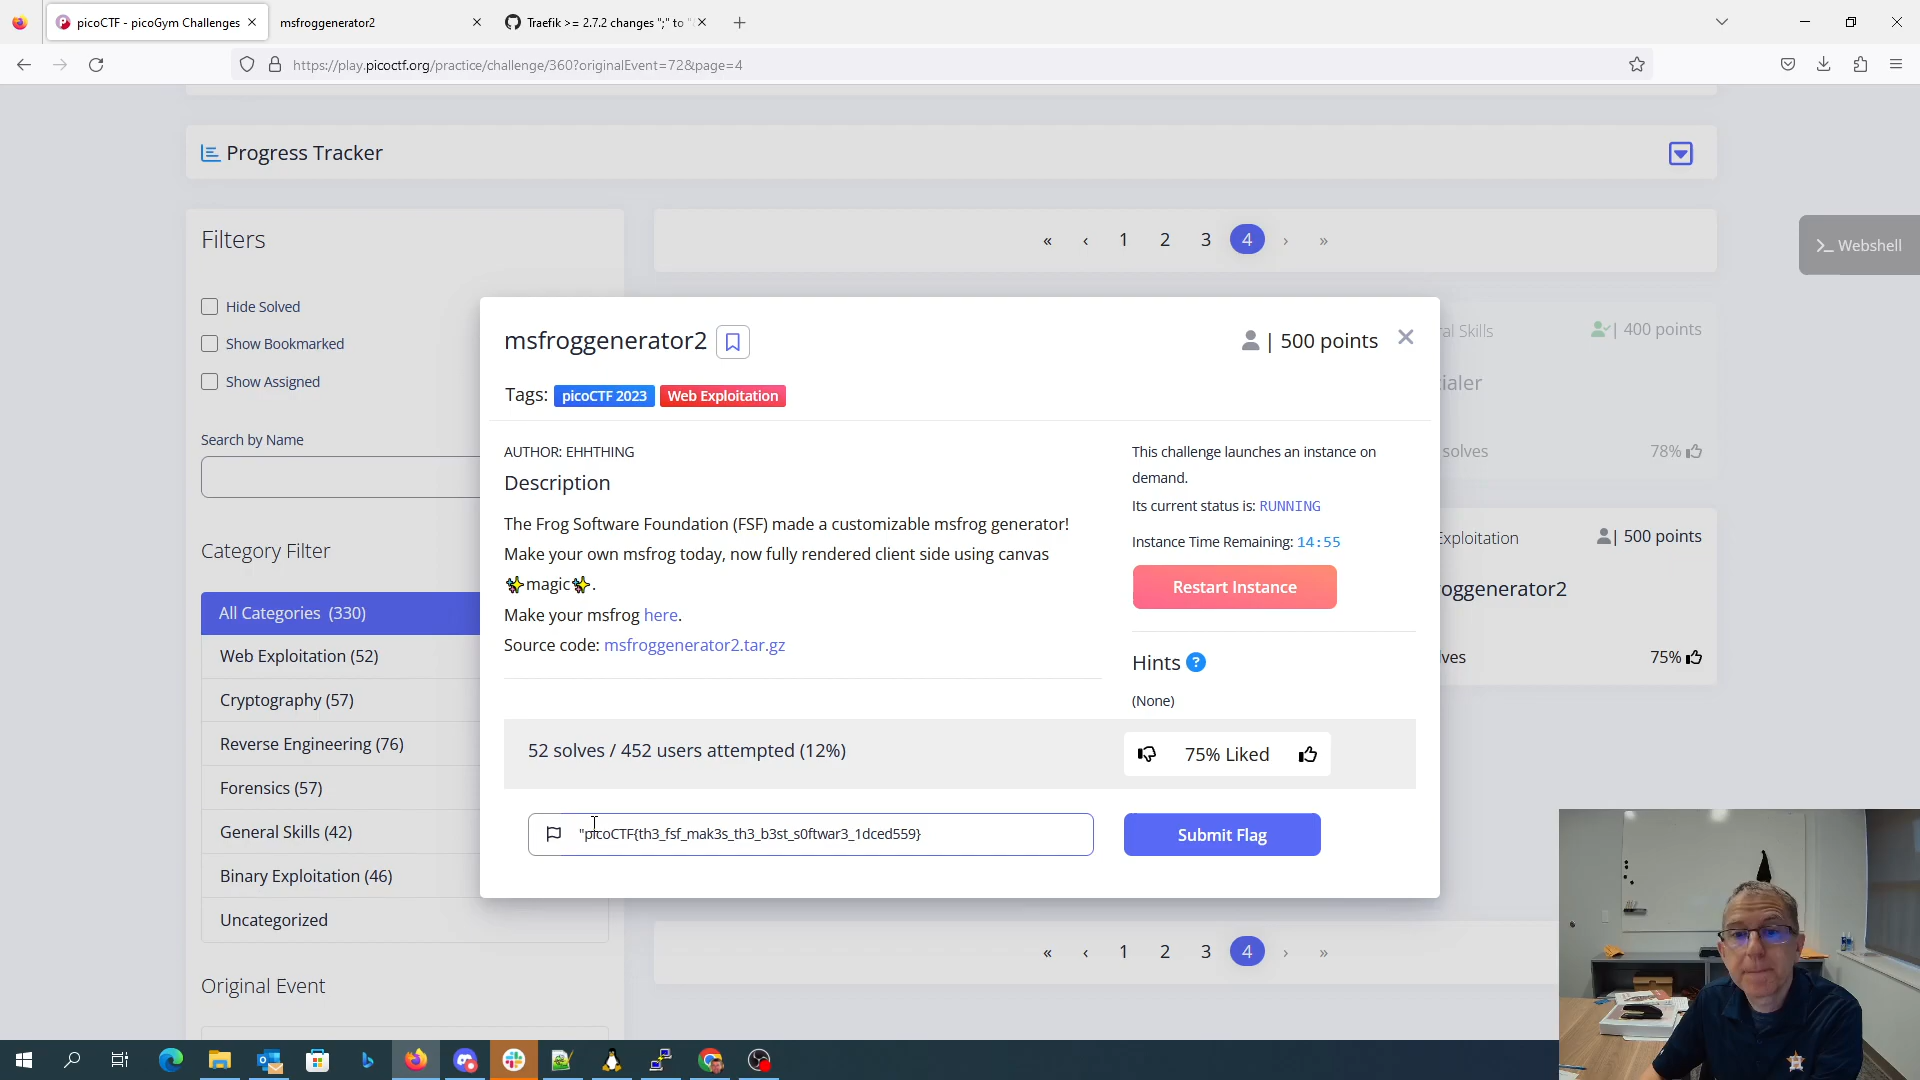 picoCTF - picoGym Challenges
msfroggenerator2
Traefik >= 2.7.2 changes ";" to "
https://play.picoctf.org/practice/challenge/360?originalEvent=72&page=4
Progress Tracker
Filters
« ‹ 1 2 3 4 › »
>_ Webshell
Hide Solved
Show Bookmarked
Show Assigned
Search by Name
Category Filter
All Categories (330)
Web Exploitation (52)
Cryptography (57)
Reverse Engineering (76)
Forensics (57)
General Skills (42)
Binary Exploitation (46)
Uncategorized
Original Event
msfroggenerator2
| 500 points
Tags: picoCTF 2023 Web Exploitation
AUTHOR: EHHTHING
Description
The Frog Software Foundation (FSF) made a customizable msfrog generator!
Make your own msfrog today, now fully rendered client side using canvas
✨magic✨.
Make your msfrog here.
Source code: msfroggenerator2.tar.gz
This challenge launches an instance on
demand.
Its current status is: RUNNING
Instance Time Remaining: 14:55
Restart Instance
Hints ?
(None)
52 solves / 452 users attempted (12%)
75% Liked
"picoCTF{th3_fsf_mak3s_th3_b3st_s0ftwar3_1dced559}
Submit Flag
al Skills
| 400 points
ialer
solves
78%
Exploitation
| 500 points
oggenerator2
lves
75%
« ‹ 1 2 3 4 › »